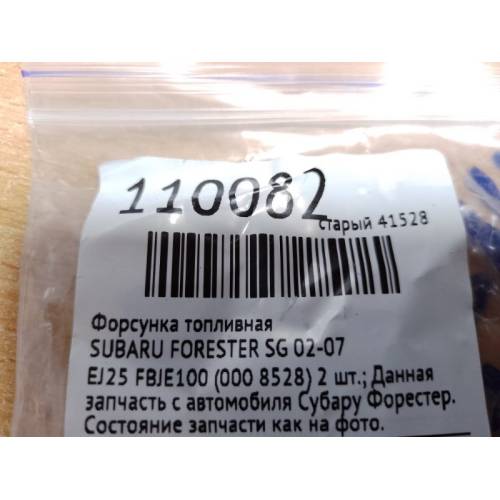 110082
старый 41528
Форсунка топливная
SUBARU FORESTER SG 02-07
EJ25 FBJE100 (000 8528) 2 шт.; Данная
запчасть с автомобиля Субару Форестер.
Состояние запчасти как на фото.